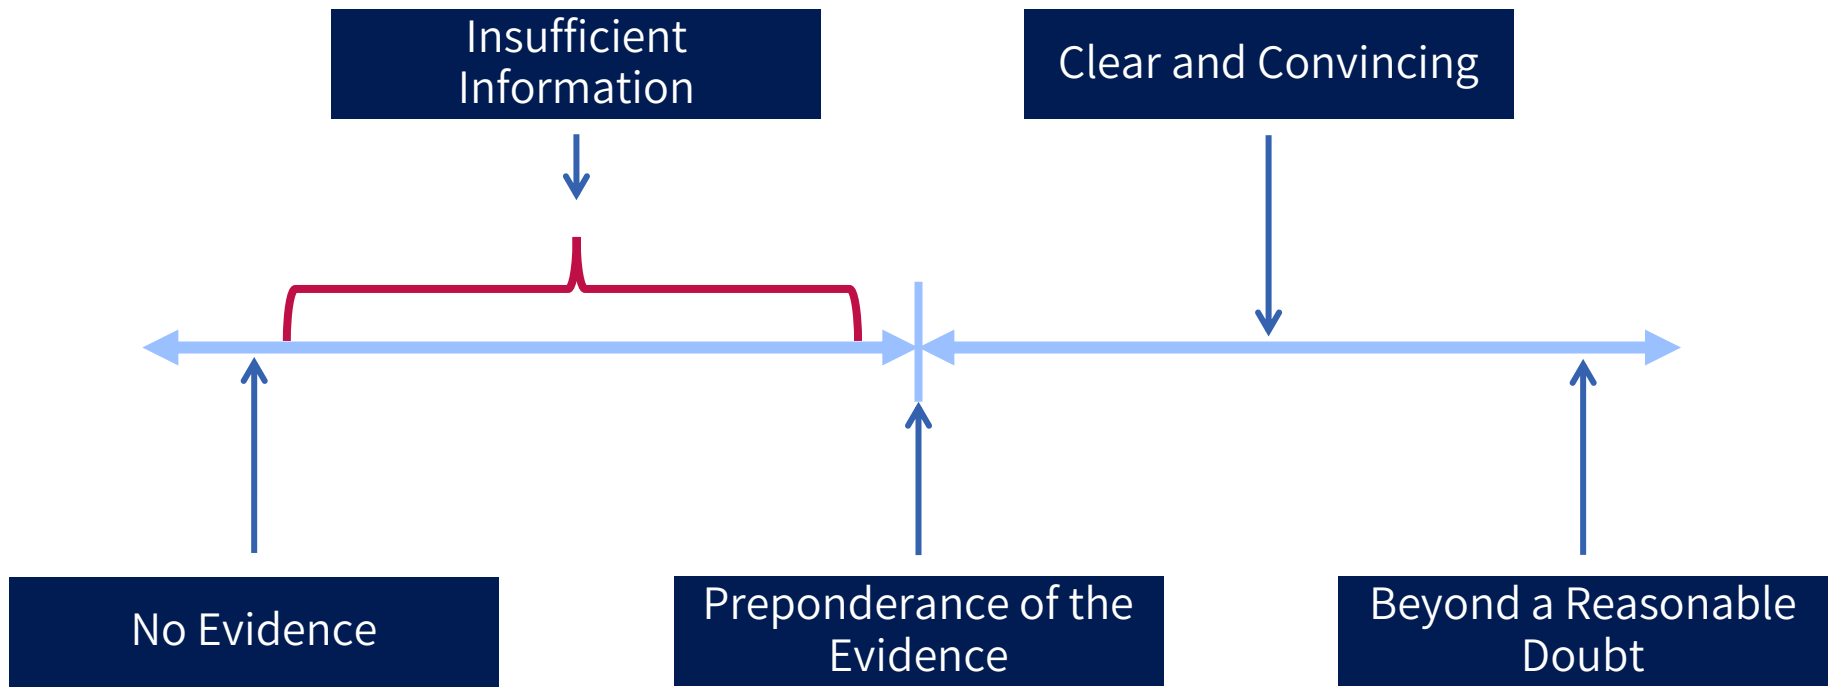 Insufficient
Information
Clear and Convincing
No Evidence
Preponderance of the
Evidence
Beyond a Reasonable
Doubt